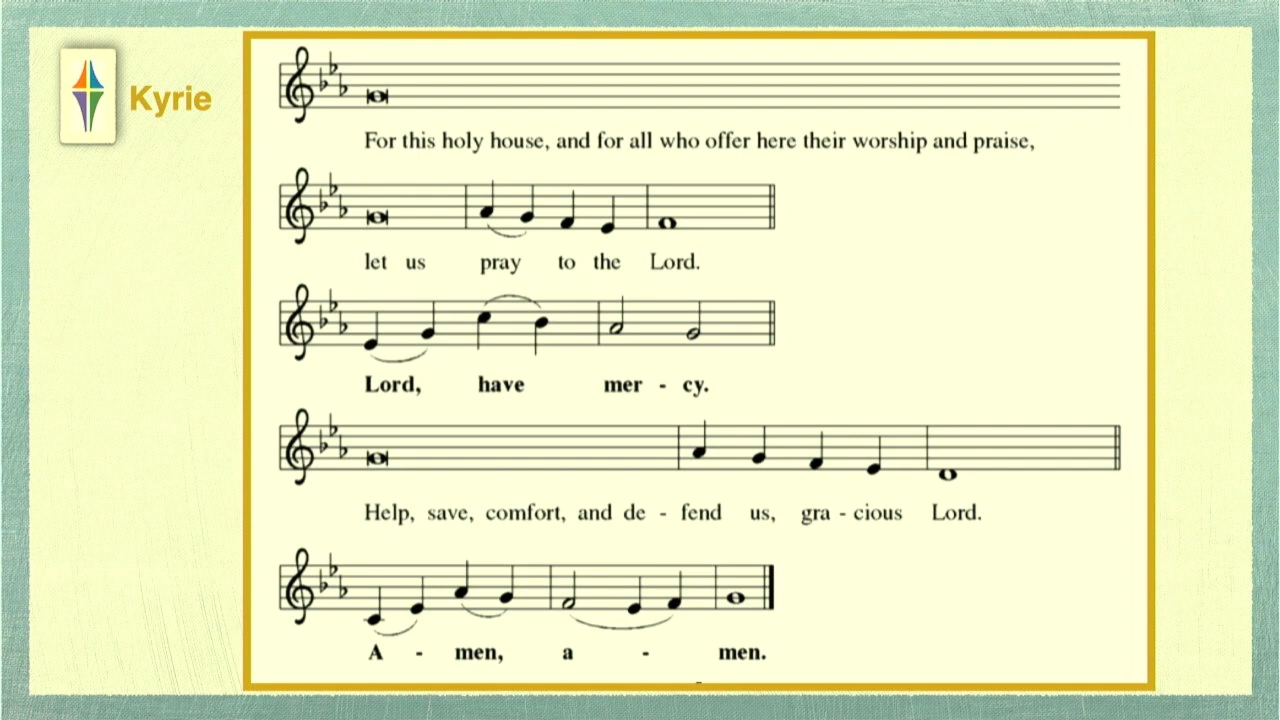 Kyrie
For this holy house, and for all who offer here their worship and praise,
let us pray to the Lord.
Lord, have mer - cy.
Help, save, comfort, and de - fend us, gra - cious Lord.
A - men, a - men.